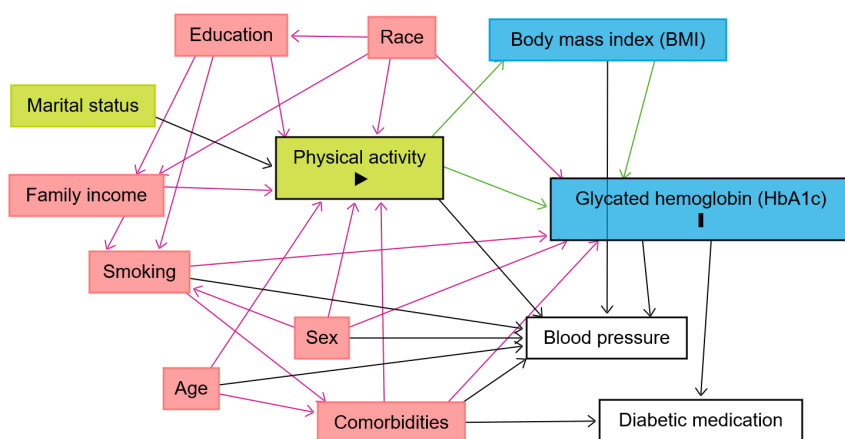 Education
Race
Body mass index (BMI)
Marital status
Physical activity
Family income
Glycated hemoglobin (HbA1c)
Smoking
Sex
Blood pressure
Age
Comorbidities
Diabetic medication